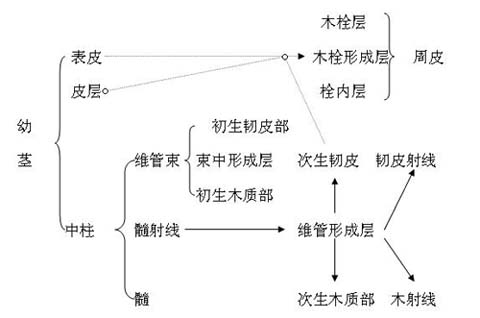 木栓层
表皮 木栓形成层 周皮
皮层 栓内层
幼
茎
初生韧皮部
维管束 束中形成层 次生韧皮 韧皮射线
初生木质部
中柱 髓射线 维管形成层
髓 次生木质部 木射线